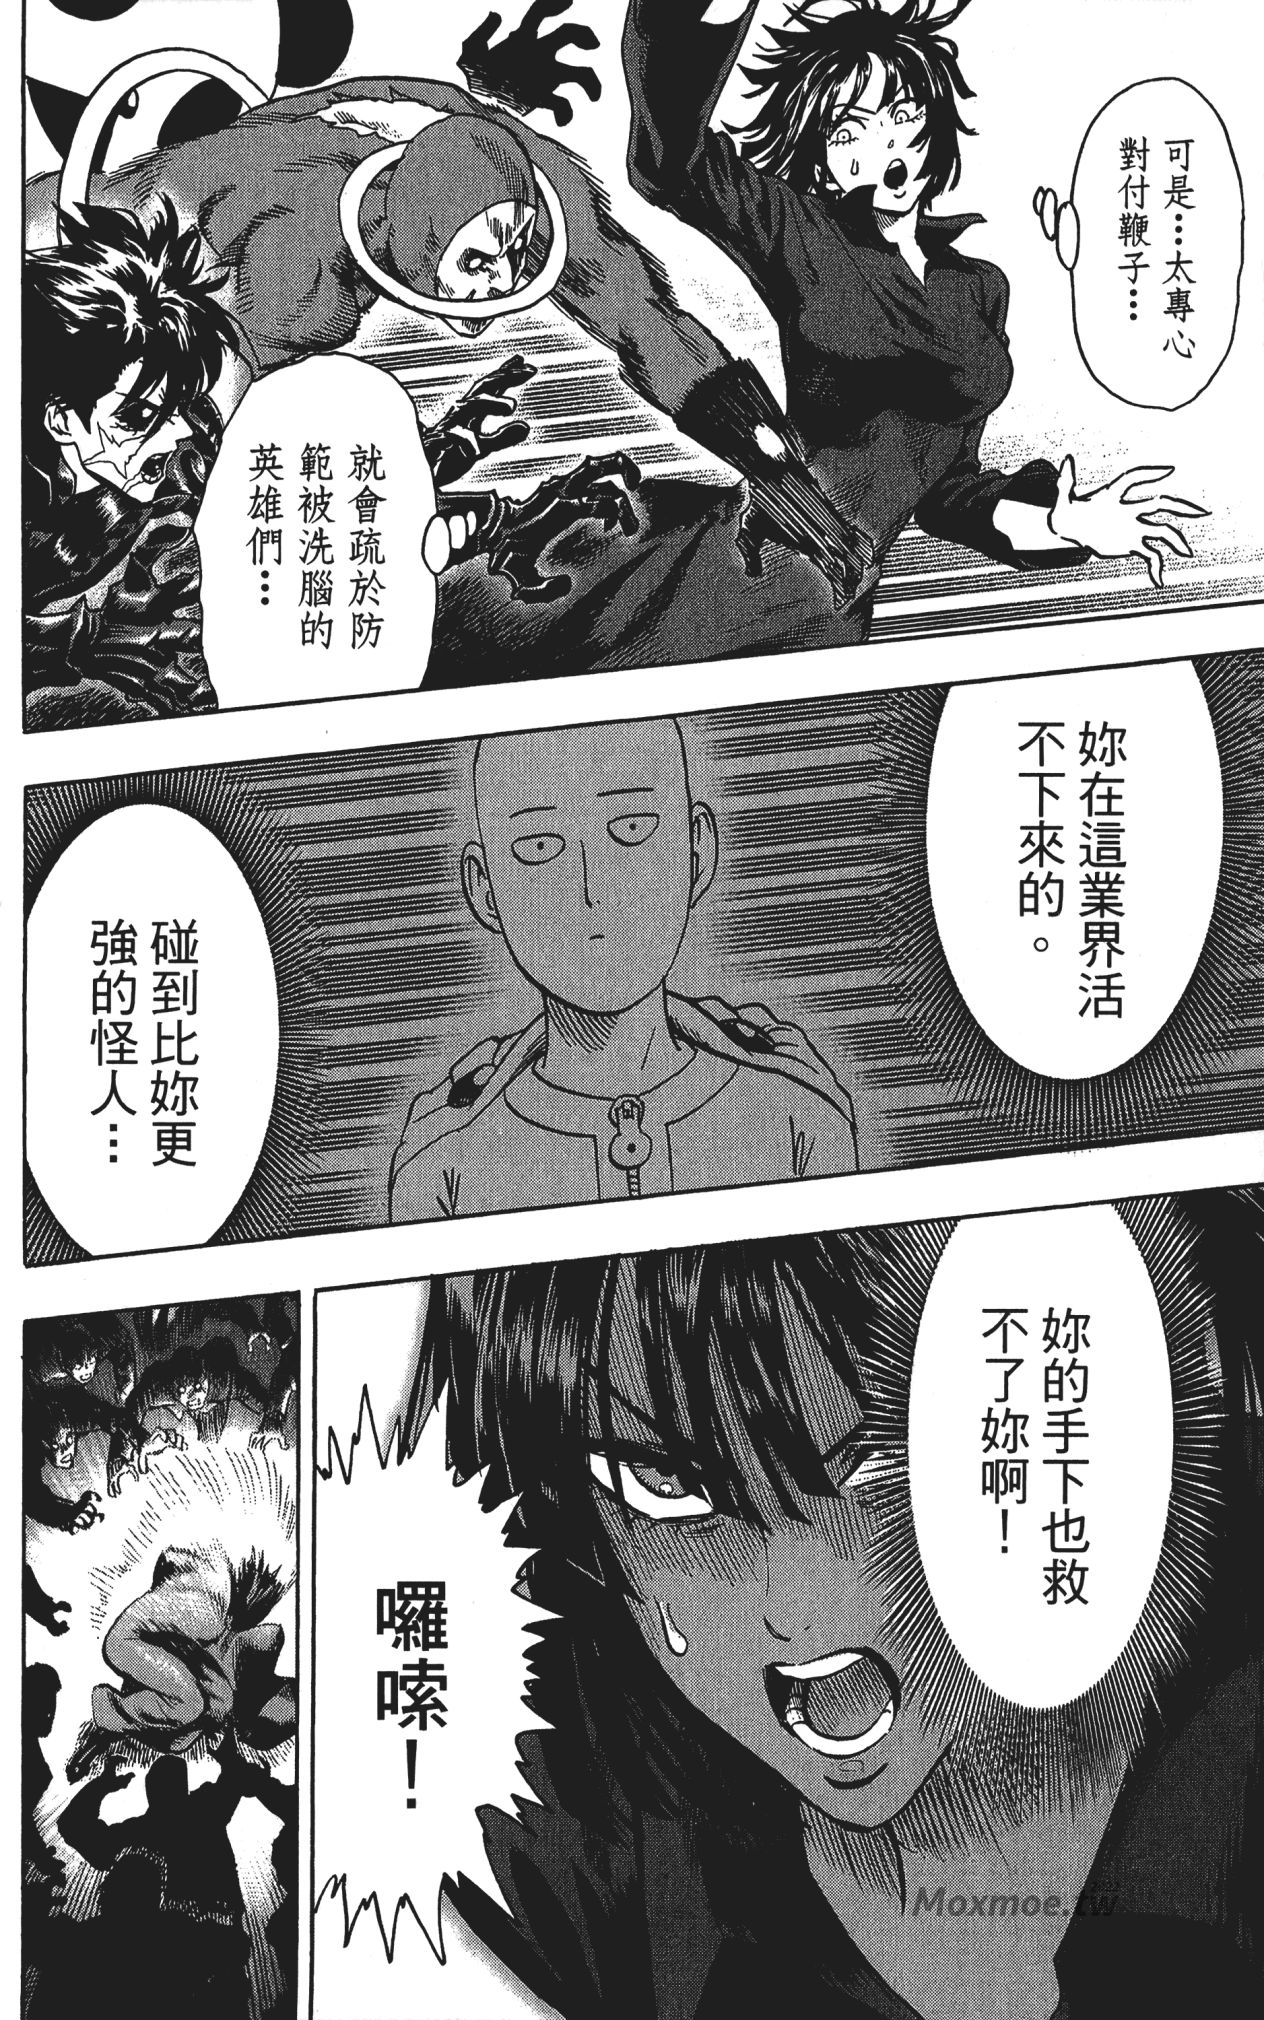 可是…太專心
對付鞭子…
就會疏於防
範被洗腦的
英雄們…
妳在這業界活
不下來的。
碰到比妳更
強的怪人…
妳的手下也救
不了妳啊！
囉嗦！
Moxmoe.tw